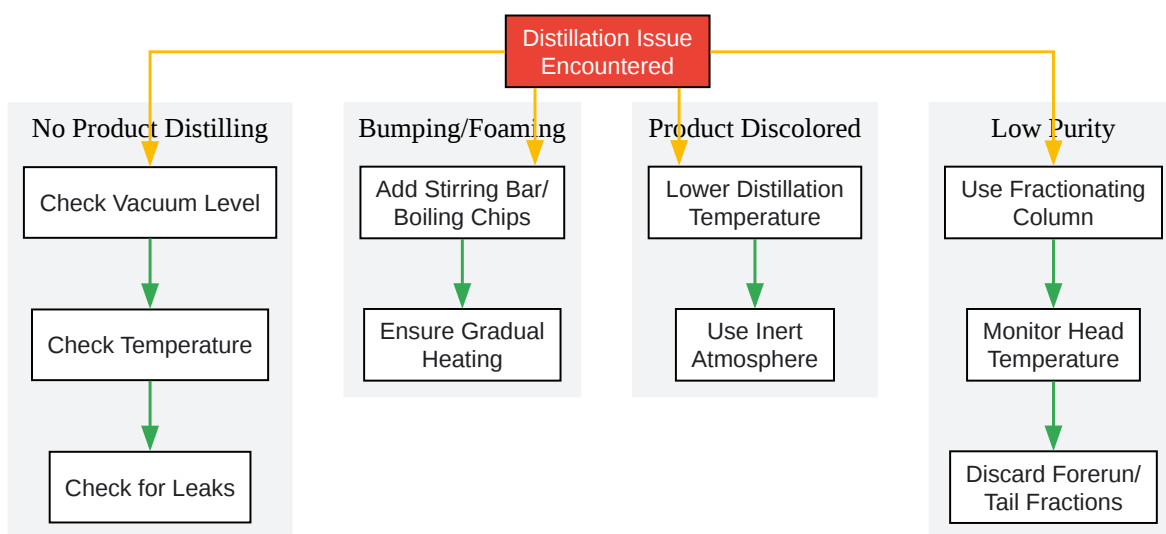 Distillation Issue
Encountered
No Product Distilling
Check Vacuum Level
Check Temperature
Check for Leaks
Bumping/Foaming
Add Stirring Bar/
Boiling Chips
Ensure Gradual
Heating
Product Discolored
Lower Distillation
Temperature
Use Inert
Atmosphere
Low Purity
Use Fractionating
Column
Monitor Head
Temperature
Discard Forerun/
Tail Fractions